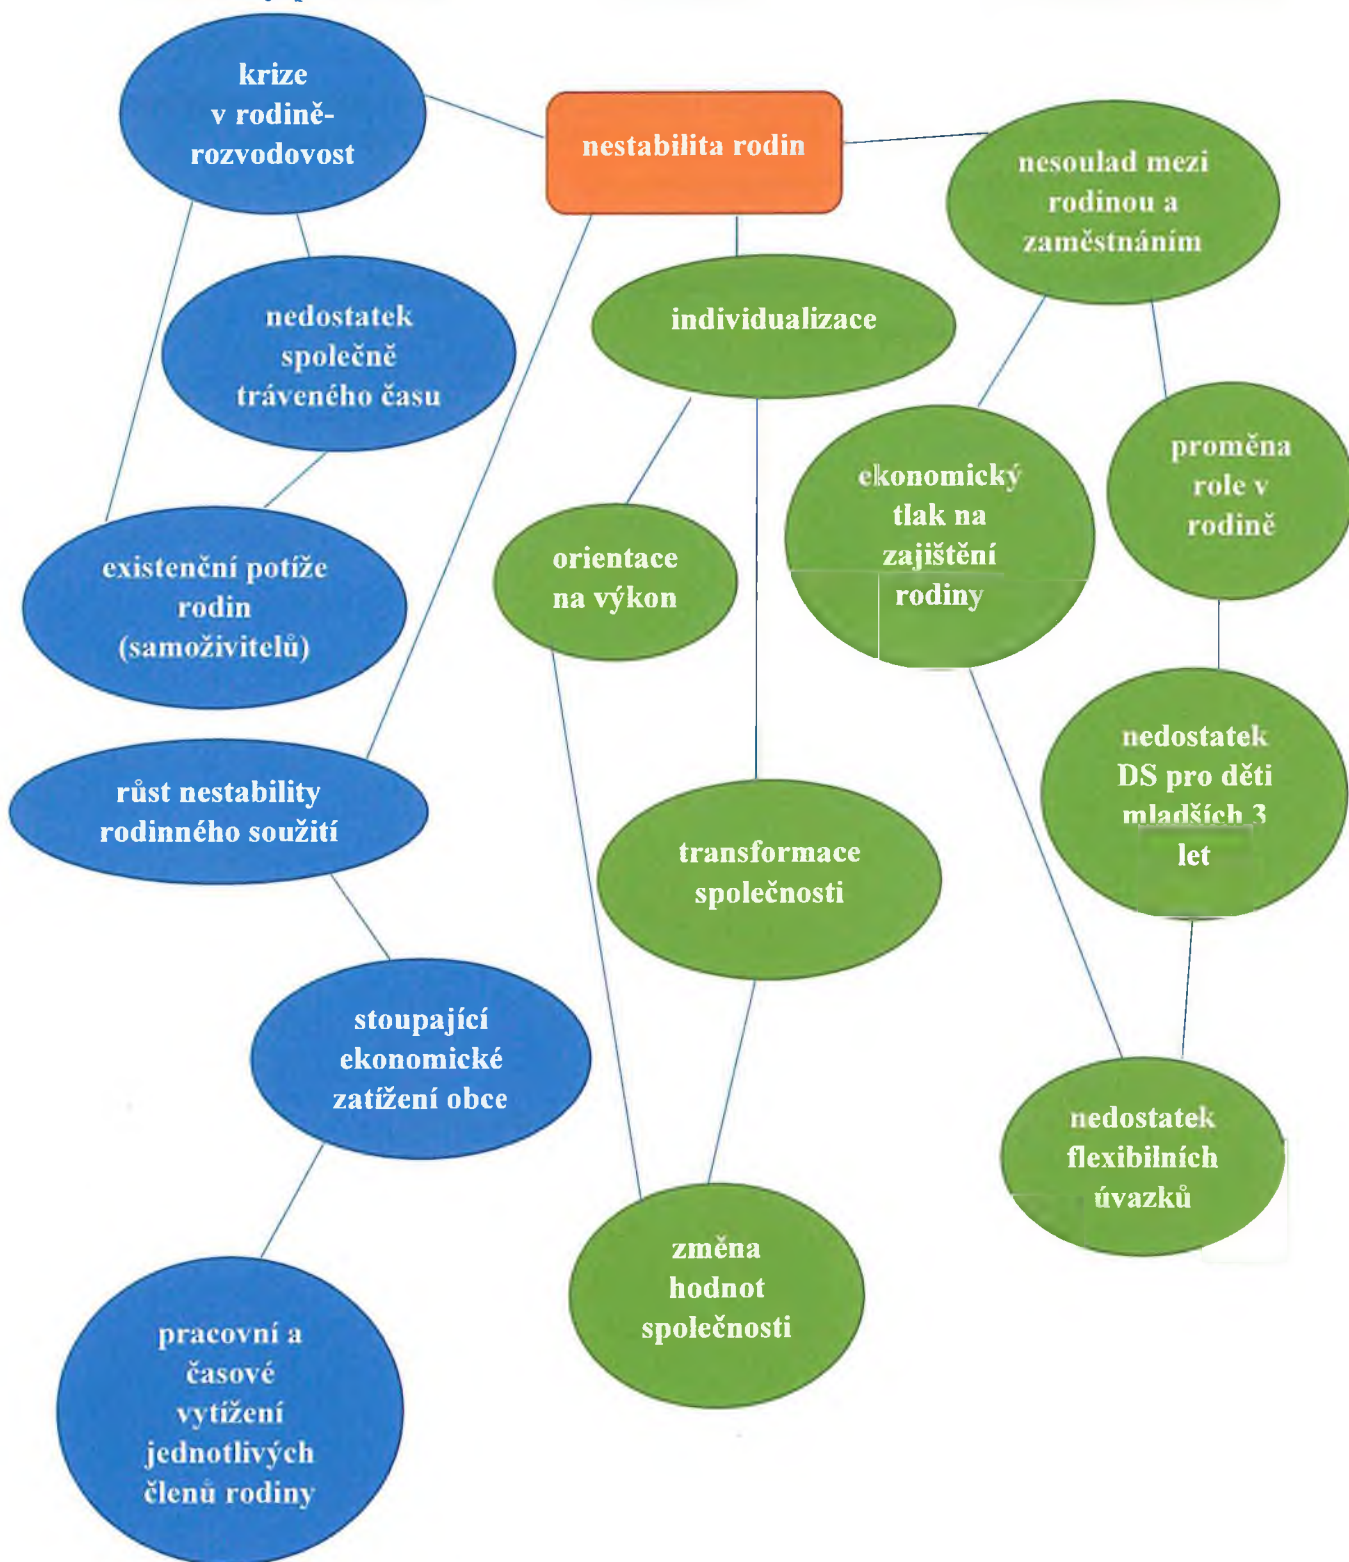 krize
v rodině-
rozvodovost
nestabilita rodin
nesoulad mezi
rodinou a
zaměstnáním
nedostatek
společně
tráveného času
individualizace
existenční potíže
rodin
(samoživitelů)
orientace
na výkon
ekonomický
tlak na
zajištění
rodiny
proměna
role v
rodině
růst nestability
rodinného soužití
transformace
společnosti
nedostatek
DS pro děti
mladších 3
let
stoupající
ekonomické
zatížení obce
nedostatek
flexibilních
úvazků
změna
hodnot
společnosti
pracovní a
časové
vytížení
jednotlivých
členů rodiny